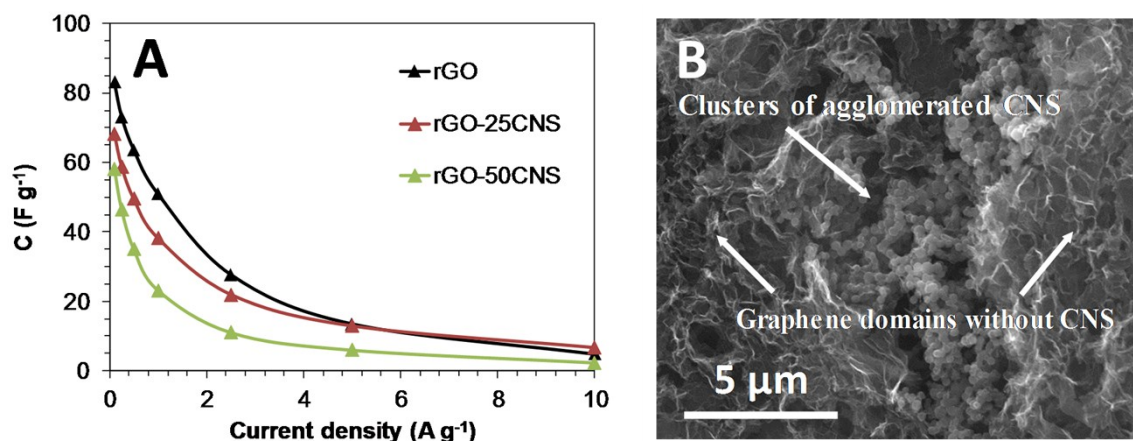 A
100
80
60
40
20
0
C (F g-1)
rGO
rGO-25CNS
rGO-50CNS
0 2 4 6 8 10
Current density (A g-1)
B
Clusters of agglomerated CNS
Graphene domains without CNS
5 µm